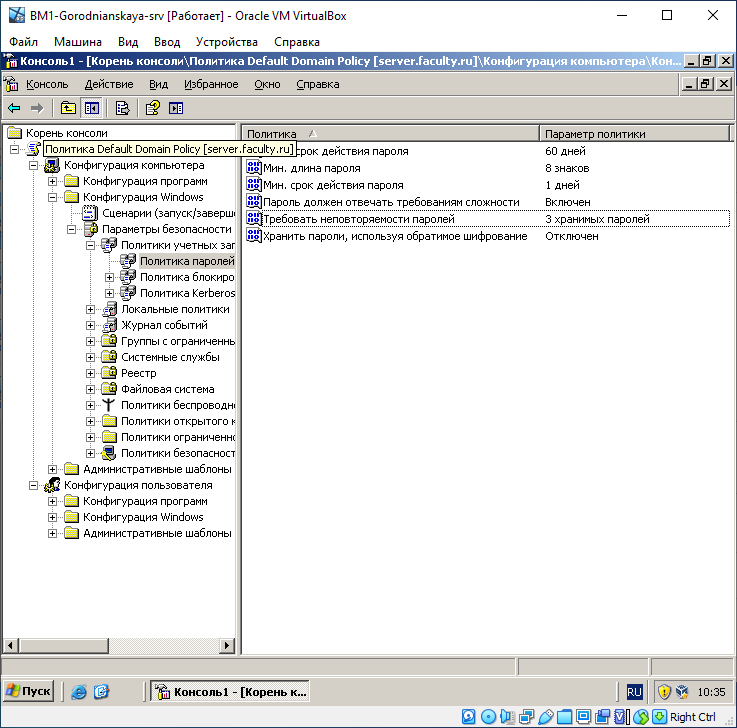 BM1-Gorodnianskaya-srv [Работает] - Oracle VM VirtualBox
Файл Машина Вид Ввод Устройства Справка
Консоль1 - [Корень консоли\Политика Default Domain Policy [server.faculty.ru]\Конфигурация компьютера\Кон...
Консоль Действие Вид Избранное Окно Справка
Корень консоли
Политика Default Domain Policy [server.faculty.ru]
Конфигурация компьютера
Конфигурация программ
Конфигурация Windows
Сценарии (запуск/заверше
Параметры безопасности
Политики учетных заг
Политика паролей
Политика блокиро
Политика Kerberos
Локальные политики
Журнал событий
Группы с ограниченны
Системные службы
Реестр
Файловая система
Политики беспроводн
Политики открытого к
Политики ограниченно
Политики безопасност
Административные шаблоны
Конфигурация пользователя
Конфигурация программ
Конфигурация Windows
Административные шаблоны
Политика Параметр политики
срок действия пароля 60 дней
Мин. длина пароля 8 знаков
Мин. срок действия пароля 1 дней
Пароль должен отвечать требованиям сложности Включен
Требовать неповторяемости паролей 3 хранимых паролей
Хранить пароли, используя обратимое шифрование Отключен
Пуск Консоль1 - [Корень к... RU 10:35
Right Ctrl